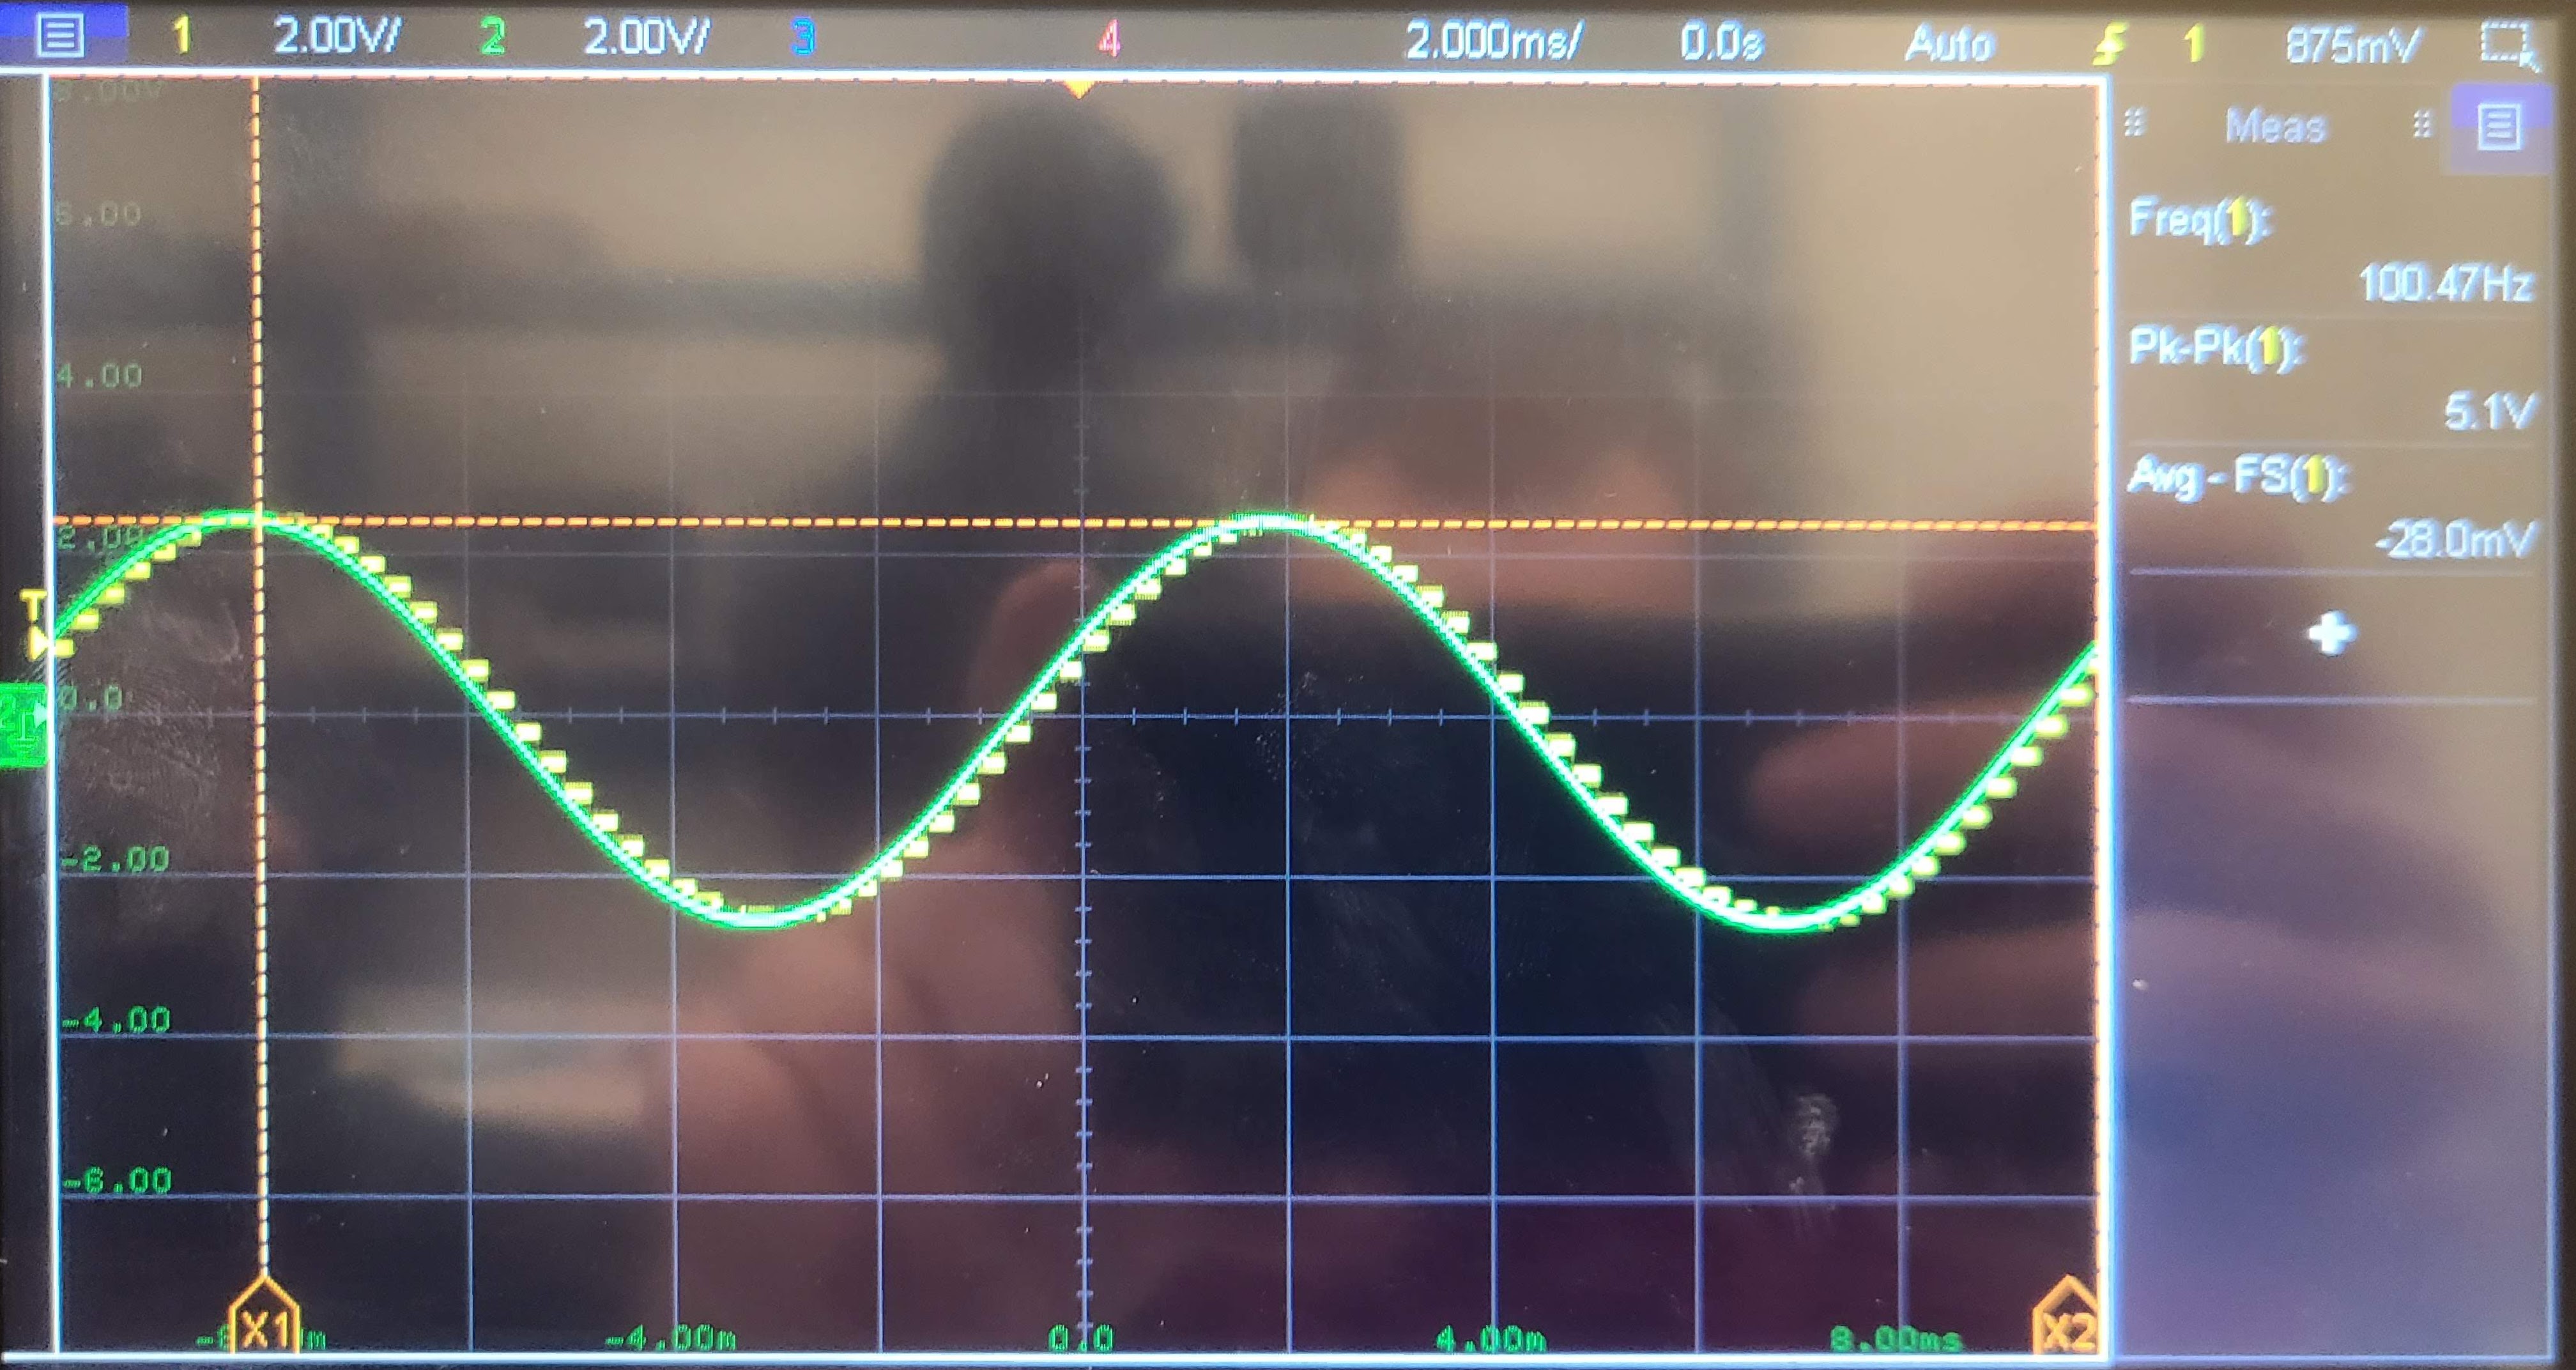 1 2.00V/ 2 2.00V/ 3 4 2.000ms/ 0.0s Auto 1 875mV
Meas
8.00V
6.00
Freq(1):
100.47Hz
Pk-Pk(1):
4.00
5.1V
Avg - FS(1):
2.00
-28.0mV
T
0.0
2
-2.00
-4.00
-6.00
X1 -4.00m 0.0 4.00m 8.00ms X2